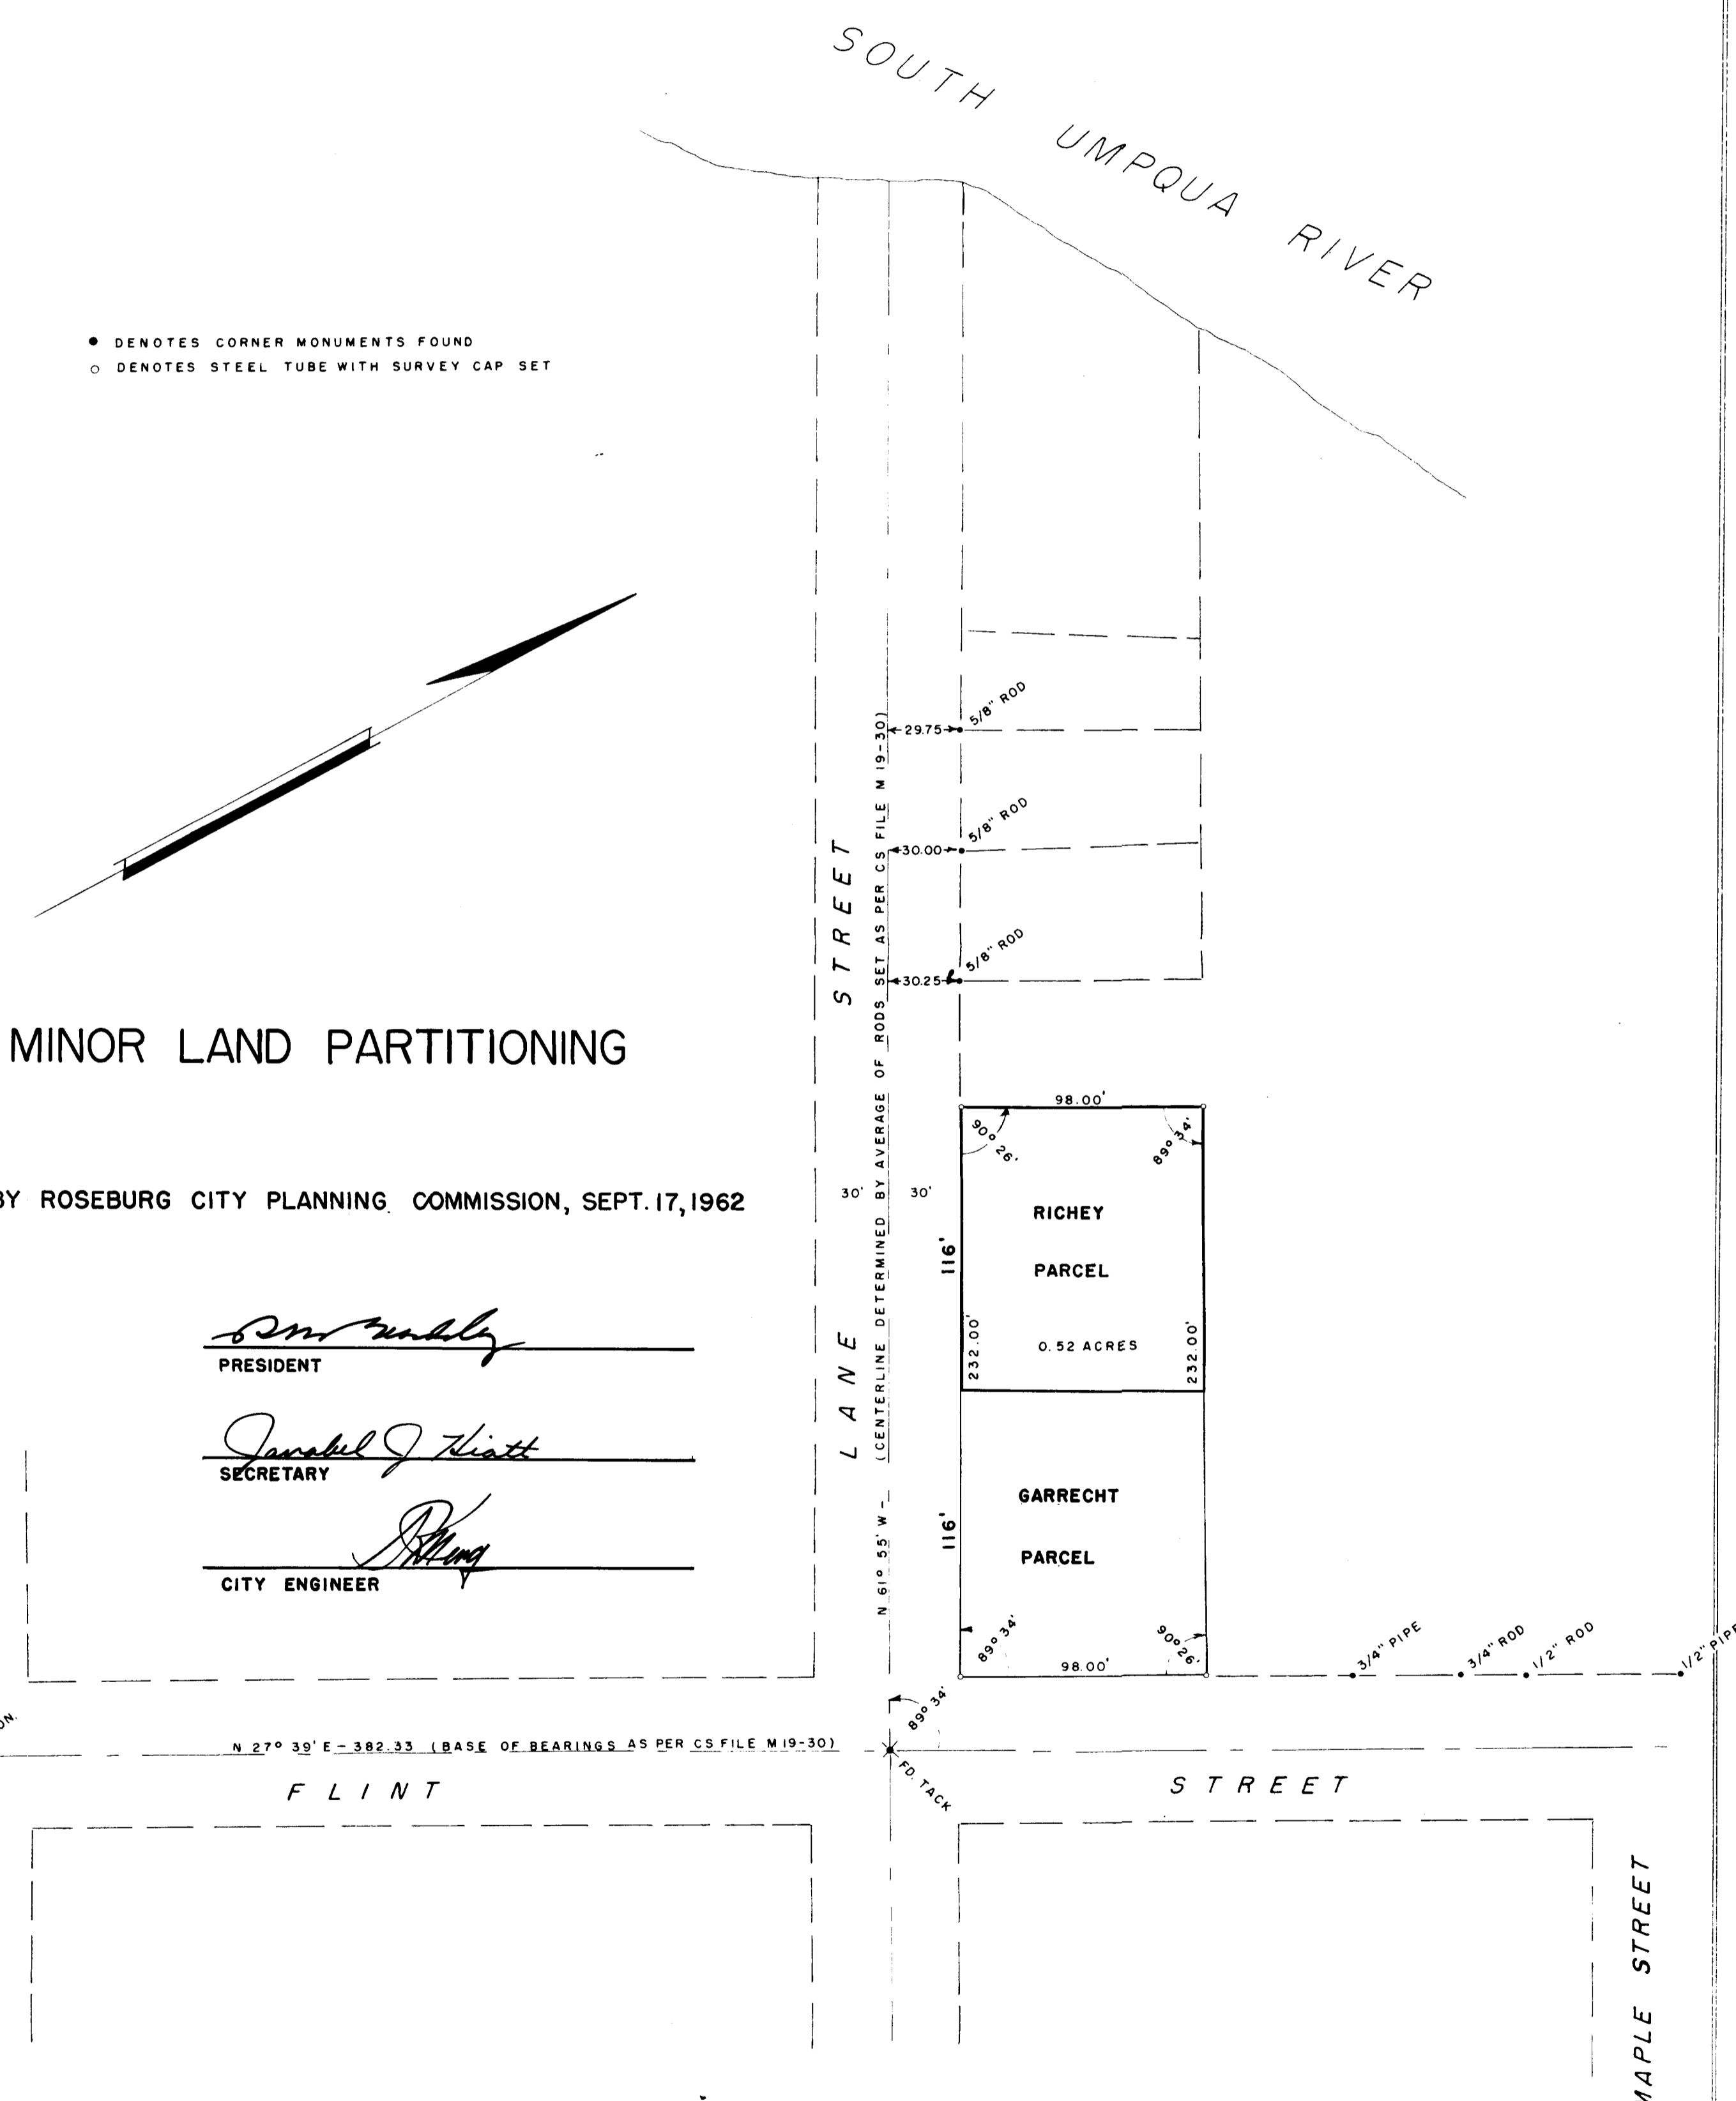 SOUTH UMPQUA RIVER
● DENOTES CORNER MONUMENTS FOUND
○ DENOTES STEEL TUBE WITH SURVEY CAP SET
5/8" ROD
29.75
5/8" ROD
30.00
5/8" ROD
30.25
LANE STREET
N 61° 55' W - (CENTERLINE DETERMINED BY AVERAGE OF RODS SET AS PER CS FILE M 19-30)
MINOR LAND PARTITIONING
BY ROSEBURG CITY PLANNING COMMISSION, SEPT. 17, 1962
30'
30'
98.00'
90° 26'
89° 34'
RICHEY
PARCEL
116'
0.52 ACRES
232.00'
232.00'
PRESIDENT
Janabel J Hiatt
SECRETARY
CITY ENGINEER
GARRECHT
PARCEL
116'
89° 34'
90° 26'
98.00'
3/4" PIPE
3/4" ROD
1/2" ROD
1/2" PIPE
89° 34'
ON.
N 27° 39' E - 382.33 (BASE OF BEARINGS AS PER CS FILE M 19-30)
FD. TACK
FLINT STREET
MAPLE STREET